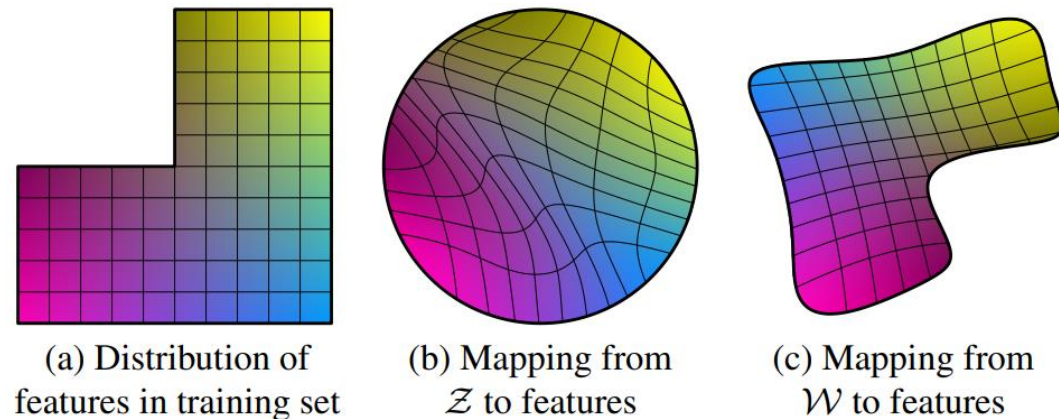 (a) Distribution of
features in training set
(b) Mapping from
𝒵 to features
(c) Mapping from
𝒲 to features